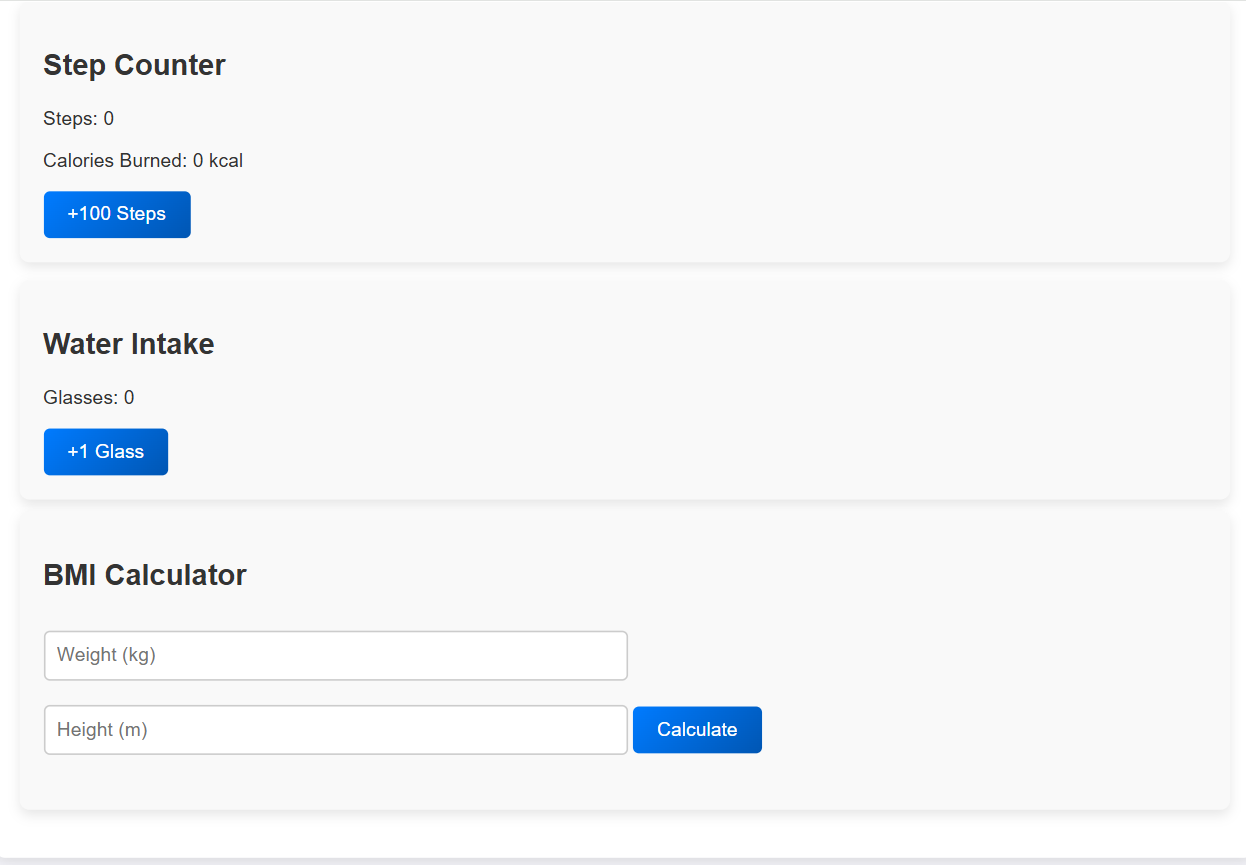 Step Counter
Steps: 0
Calories Burned: 0 kcal
+100 Steps
Water Intake
Glasses: 0
+1 Glass
BMI Calculator
Weight (kg)
Height (m) Calculate